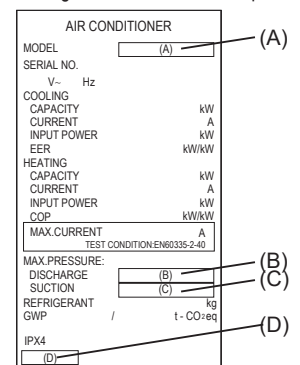 AIR CONDITIONER
MODEL (A) (A)
SERIAL NO.
V~ Hz
COOLING
CAPACITY kW
CURRENT A
INPUT POWER kW
EER kW/kW
HEATING
CAPACITY kW
CURRENT A
INPUT POWER kW
COP kW/kW
MAX.CURRENT A
TEST CONDITION:EN60335-2-40
MAX.PRESSURE:
DISCHARGE (B) (B)
SUCTION (C) (C)
REFRIGERANT kg
GWP / t - CO2eq
(D)
IPX4
(D)